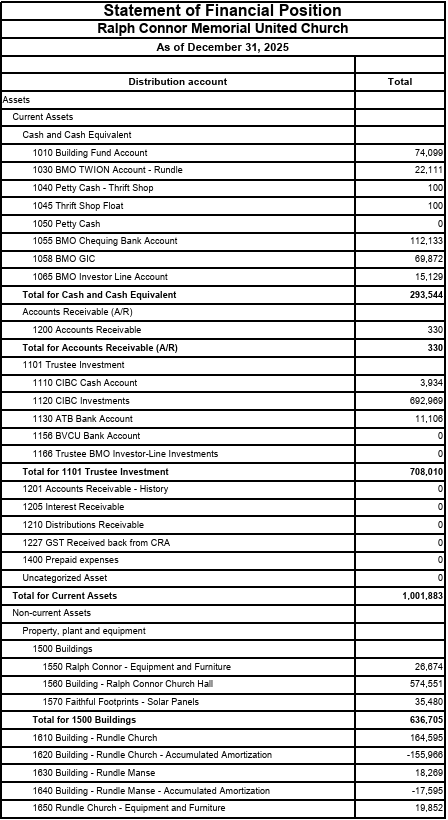 Statement of Financial Position
Ralph Connor Memorial United Church
As of December 31, 2025
Distribution account Total
Assets
Current Assets
Cash and Cash Equivalent
1010 Building Fund Account 74,099
1030 BMO TWION Account - Rundle 22,111
1040 Petty Cash - Thrift Shop 100
1045 Thrift Shop Float 100
1050 Petty Cash 0
1055 BMO Chequing Bank Account 112,133
1058 BMO GIC 69,872
1065 BMO Investor Line Account 15,129
Total for Cash and Cash Equivalent 293,544
Accounts Receivable (A/R)
1200 Accounts Receivable 330
Total for Accounts Receivable (A/R) 330
1101 Trustee Investment
1110 CIBC Cash Account 3,934
1120 CIBC Investments 692,969
1130 ATB Bank Account 11,106
1156 BVCU Bank Account 0
1166 Trustee BMO Investor-Line Investments 0
Total for 1101 Trustee Investment 708,010
1201 Accounts Receivable - History 0
1205 Interest Receivable 0
1210 Distributions Receivable 0
1227 GST Received back from CRA 0
1400 Prepaid expenses 0
Uncategorized Asset 0
Total for Current Assets 1,001,883
Non-current Assets
Property, plant and equipment
1500 Buildings
1550 Ralph Connor - Equipment and Furniture 26,674
1560 Building - Ralph Connor Church Hall 574,551
1570 Faithful Footprints - Solar Panels 35,480
Total for 1500 Buildings 636,705
1610 Building - Rundle Church 164,595
1620 Building - Rundle Church - Accumulated Amortization -155,966
1630 Building - Rundle Manse 18,269
1640 Building - Rundle Manse - Accumulated Amortization -17,595
1650 Rundle Church - Equipment and Furniture 19,852